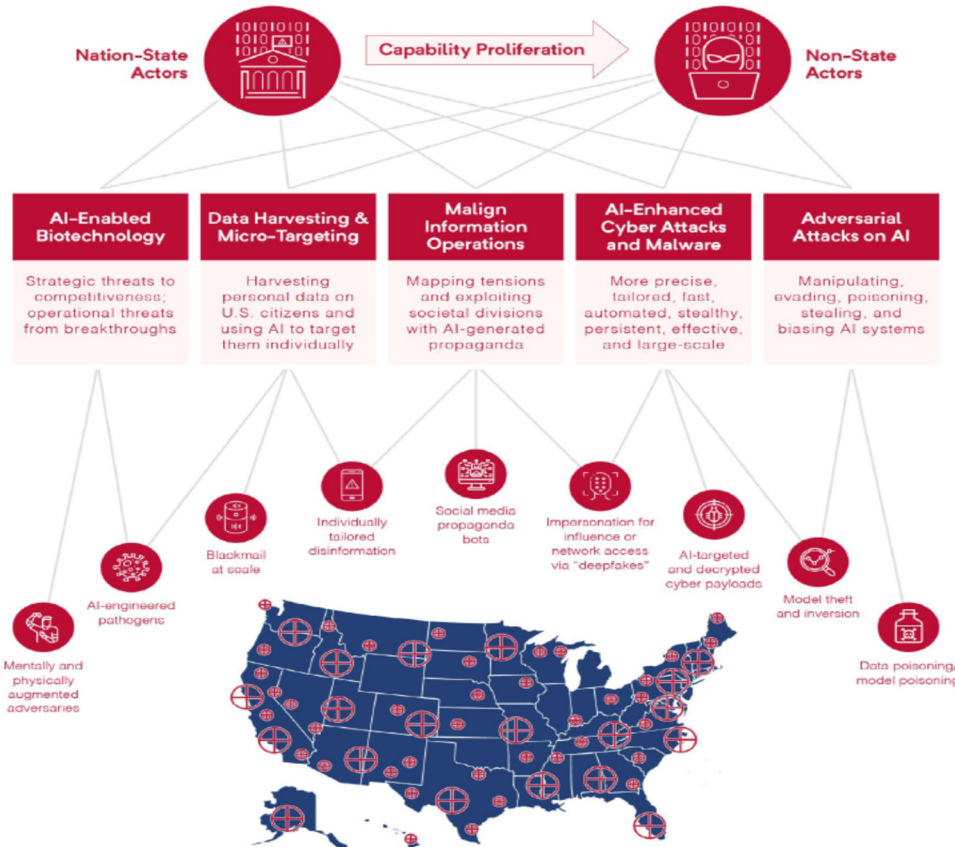 Nation-State
Actors
Capability Proliferation
Non-State
Actors
AI-Enabled
Biotechnology
Strategic threats to
competitiveness;
operational threats
from breakthroughs
Data Harvesting &
Micro-Targeting
Harvesting
personal data on
U.S. citizens and
using AI to target
them individually
Malign
Information
Operations
Mapping tensions
and exploiting
societal divisions
with AI-generated
propaganda
AI-Enhanced
Cyber Attacks
and Malware
More precise,
tailored, fast,
automated, stealthy,
persistent, effective,
and large-scale
Adversarial
Attacks on AI
Manipulating,
evading, poisoning,
stealing, and
biasing AI systems
Mentally and
physically
augmented
adversaries
AI-engineered
pathogens
Blackmail
at scale
Individually
tailored
disinformation
Social media
propaganda
bots
Impersonation for
influence or
network access
via "deepfakes"
AI-targeted
and decrypted
cyber payloads
Model theft
and inversion
Data poisoning/
model poisoning